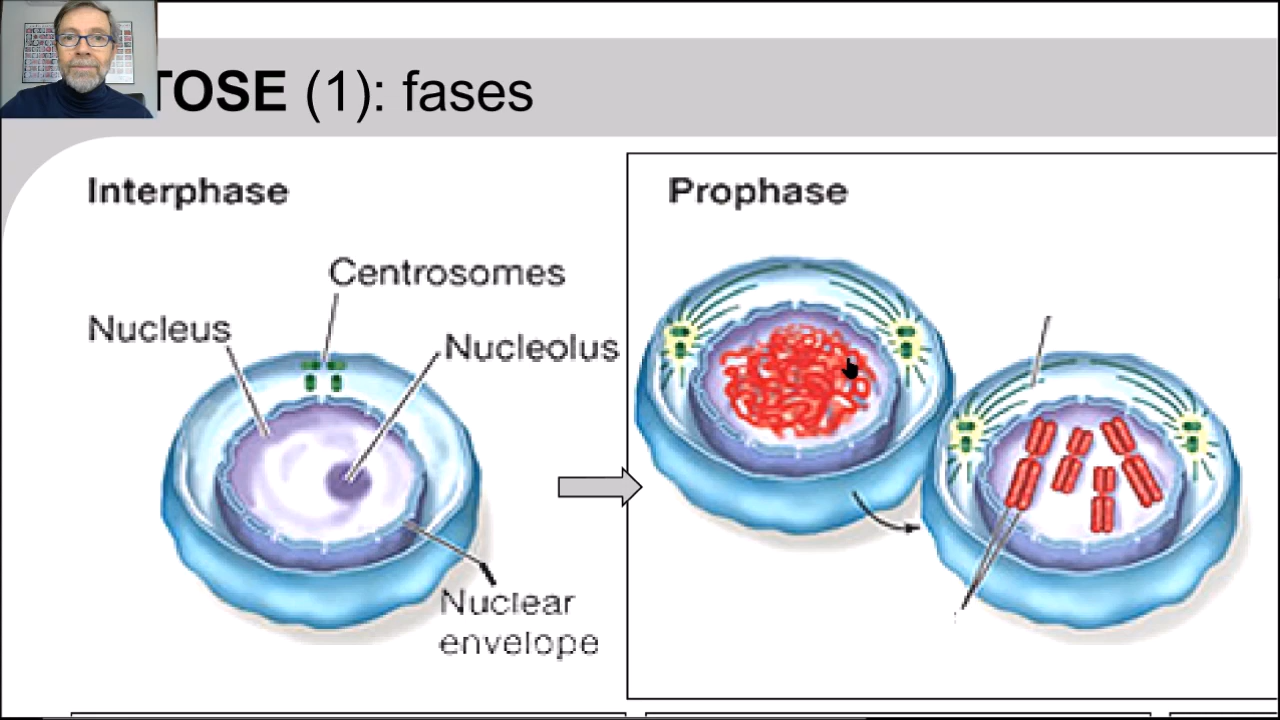 TOSE (1): fases
Interphase
Prophase
Centrosomes
Nucleus
Nucleolus
Nuclear
envelope